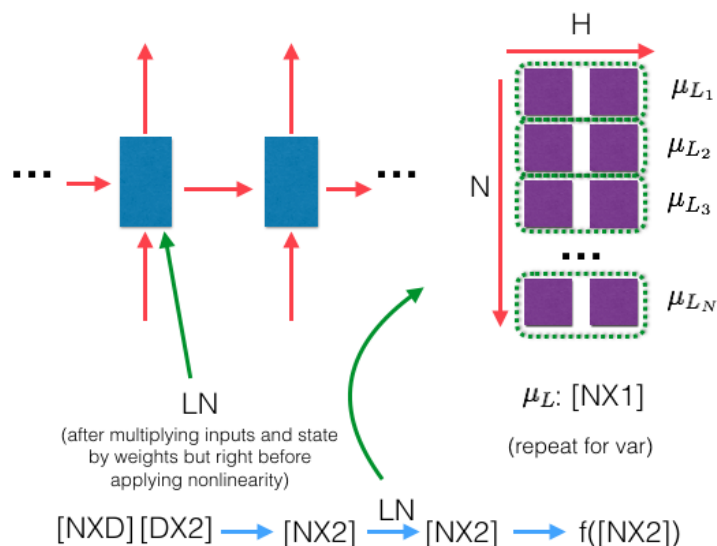 H
N
μL1
μL2
μL3
...
μLN
... ...
LN
(after multiplying inputs and state
by weights but right before
applying nonlinearity)
μL: [NX1]
(repeat for var)
LN
[NXD][DX2] [NX2] [NX2] f([NX2])